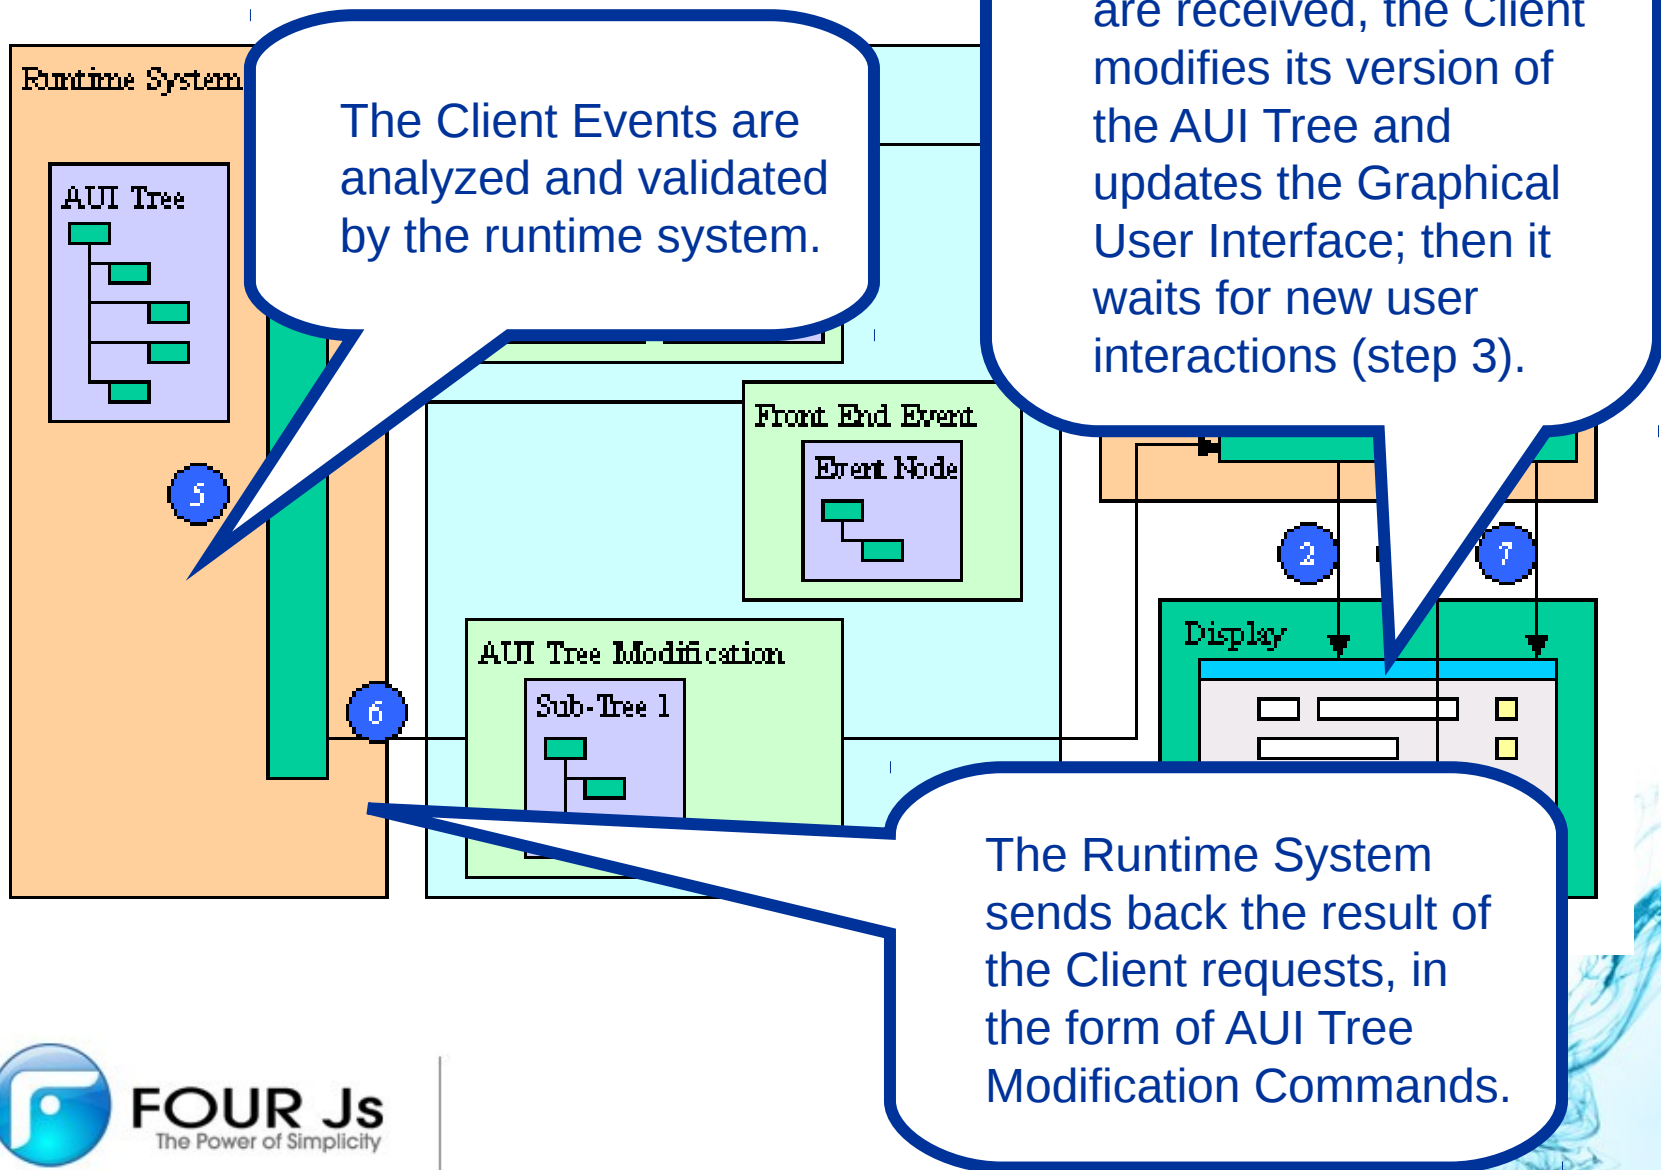 Runtime System
AUI Tree
The Client Events are
analyzed and validated
by the runtime system.
are received, the Client
modifies its version of
the AUI Tree and
updates the Graphical
User Interface; then it
waits for new user
interactions (step 3).
Front End Event
Event Node
5
2
7
AUI Tree Modification
Sub-Tree 1
6
Display
The Runtime System
sends back the result of
the Client requests, in
the form of AUI Tree
Modification Commands.
FOUR Js
The Power of Simplicity